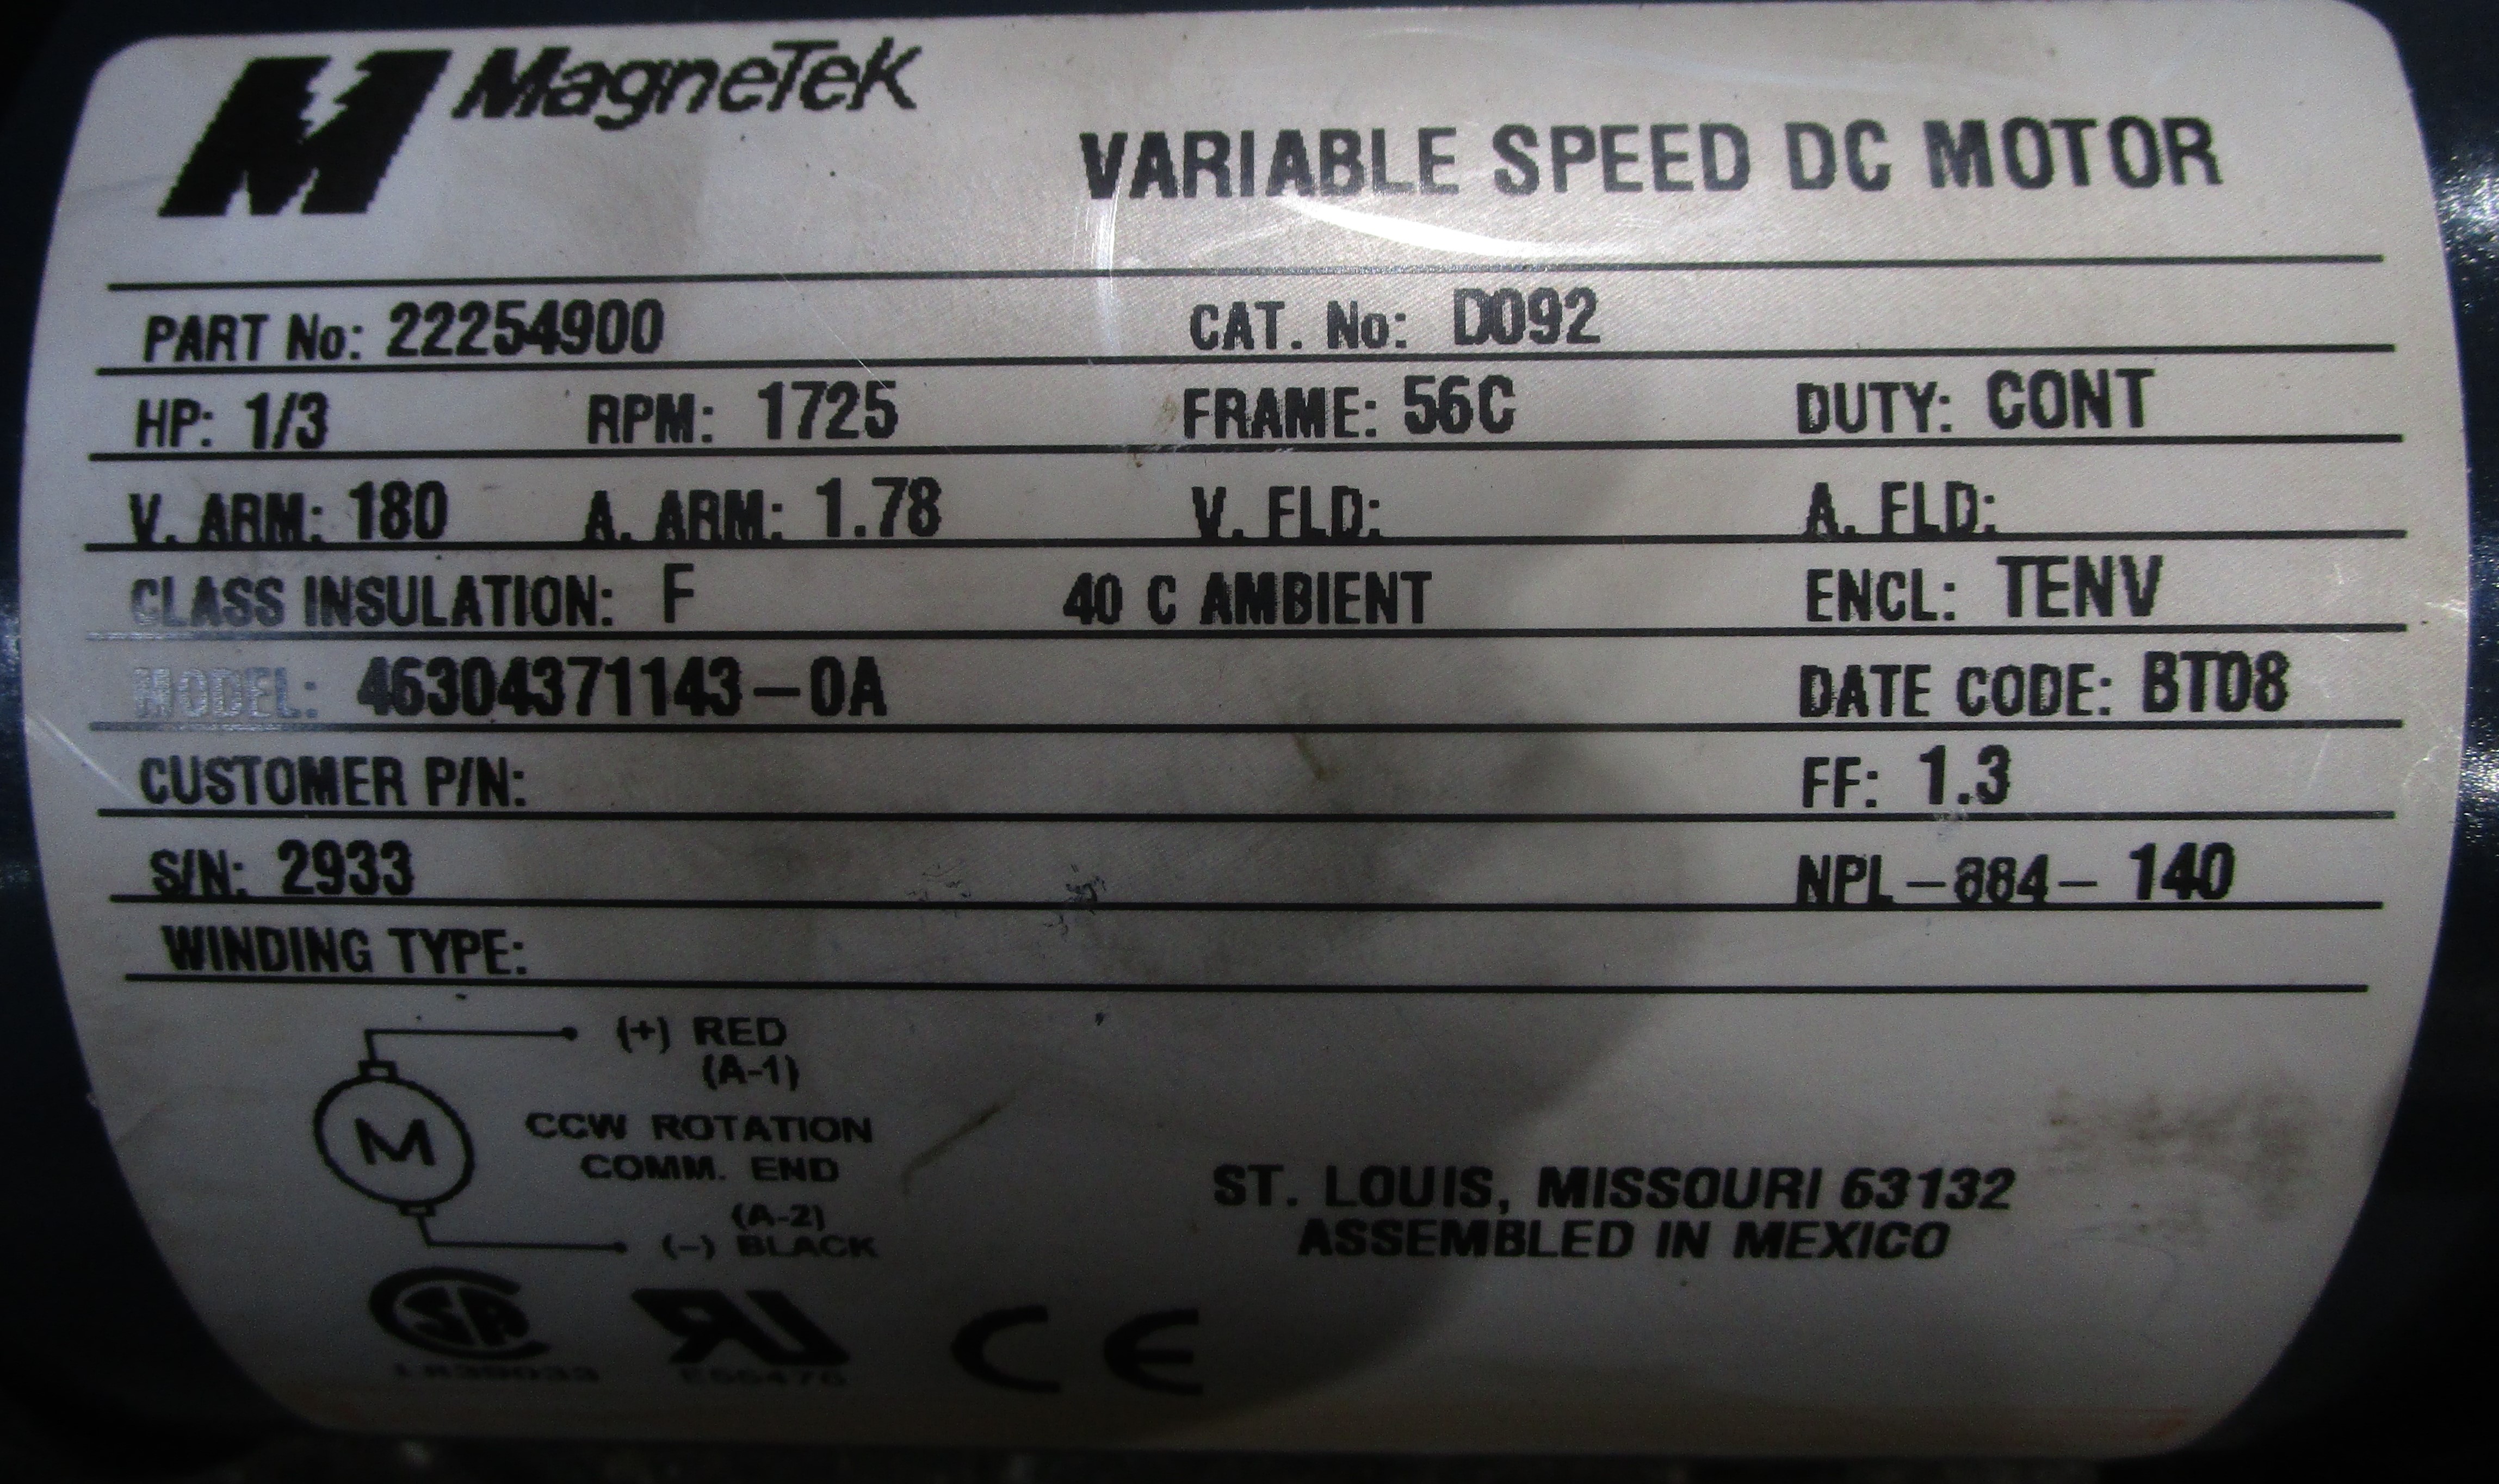 MagneTek
VARIABLE SPEED DC MOTOR
PART No: 22254900 CAT. No: D092
HP: 1/3 RPM: 1725 FRAME: 56C DUTY: CONT
V. ARM: 180 A. ARM: 1.78 V. FLD: A. FLD:
CLASS INSULATION: F 40 C AMBIENT ENCL: TENV
MODEL: 46304371143-0A DATE CODE: BT08
CUSTOMER P/N: FF: 1.3
S/N: 2933 NPL-884-140
WINDING TYPE:
(+) RED
(A-1)
M
CCW ROTATION
COMM. END
(A-2)
(-) BLACK
ST. LOUIS, MISSOURI 63132
ASSEMBLED IN MEXICO
CE